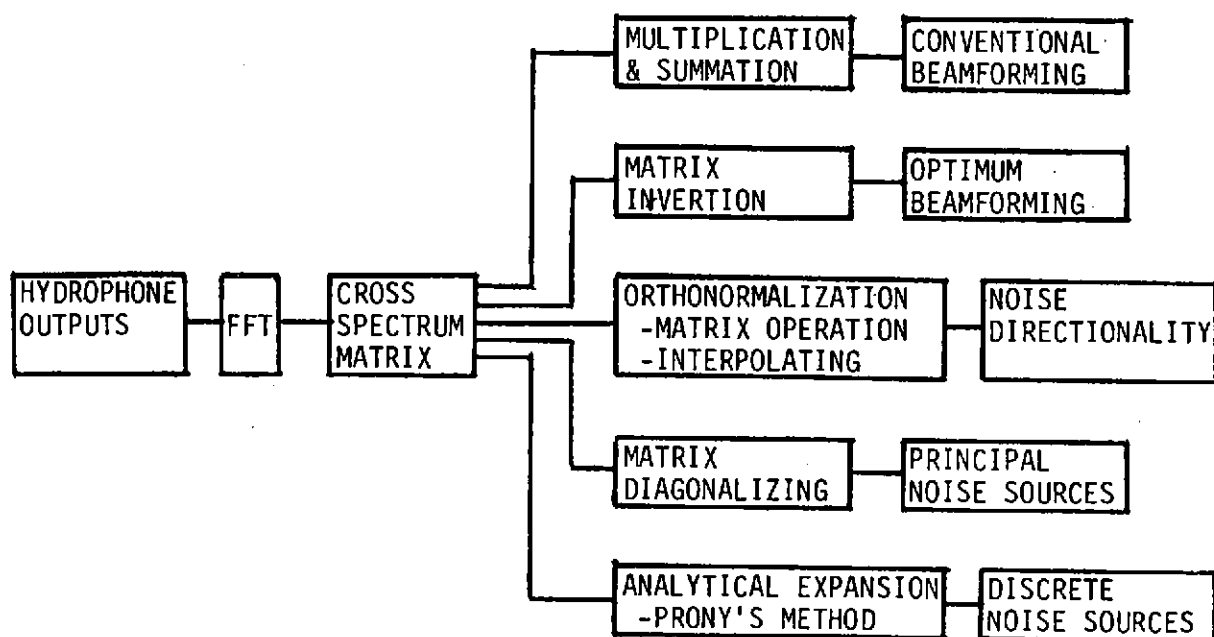 HYDROPHONE
OUTPUTS
FFT
CROSS
SPECTRUM
MATRIX
MULTIPLICATION
& SUMMATION
CONVENTIONAL
BEAMFORMING
MATRIX
INVERTION
OPTIMUM
BEAMFORMING
ORTHONORMALIZATION
-MATRIX OPERATION
-INTERPOLATING
NOISE
DIRECTIONALITY
MATRIX
DIAGONALIZING
PRINCIPAL
NOISE SOURCES
ANALYTICAL EXPANSION
-PRONY'S METHOD
DISCRETE
NOISE SOURCES